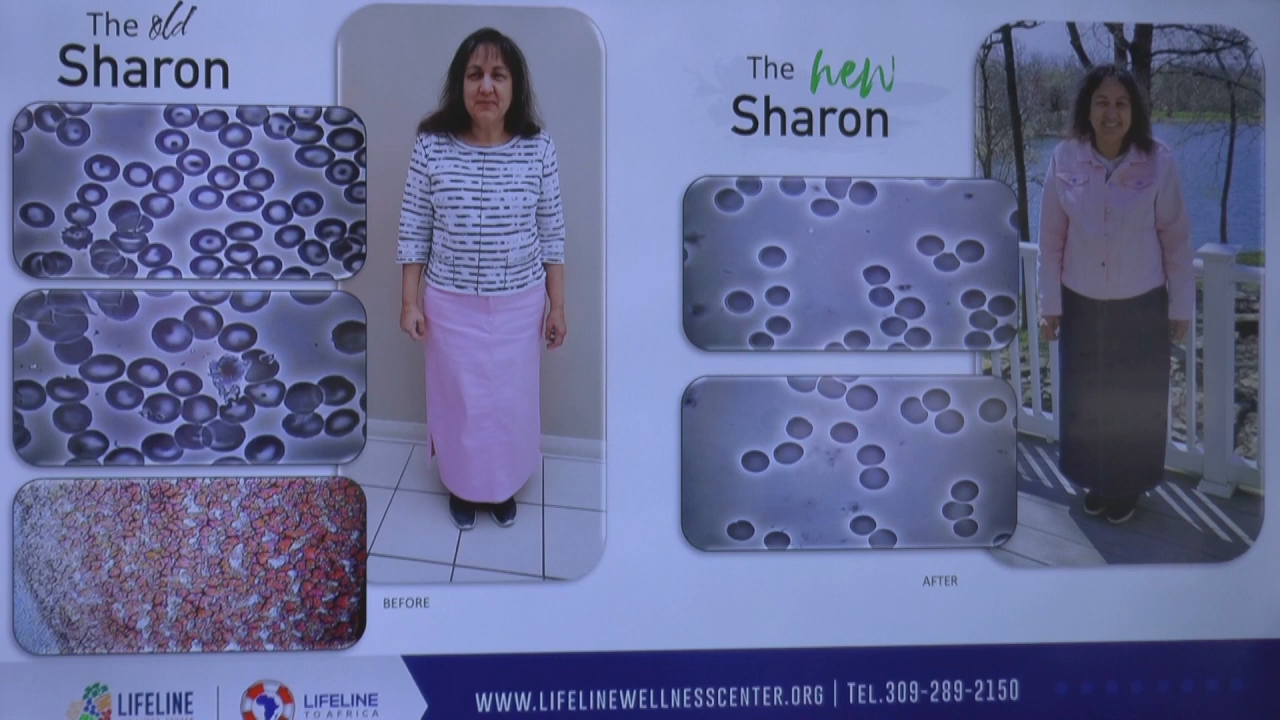 The old
Sharon
The new
Sharon
BEFORE
AFTER
LIFELINE
LIFELINE
TO AFRICA
WWW.LIFELINEWELLNESSCENTER.ORG | TEL.309-289-2150